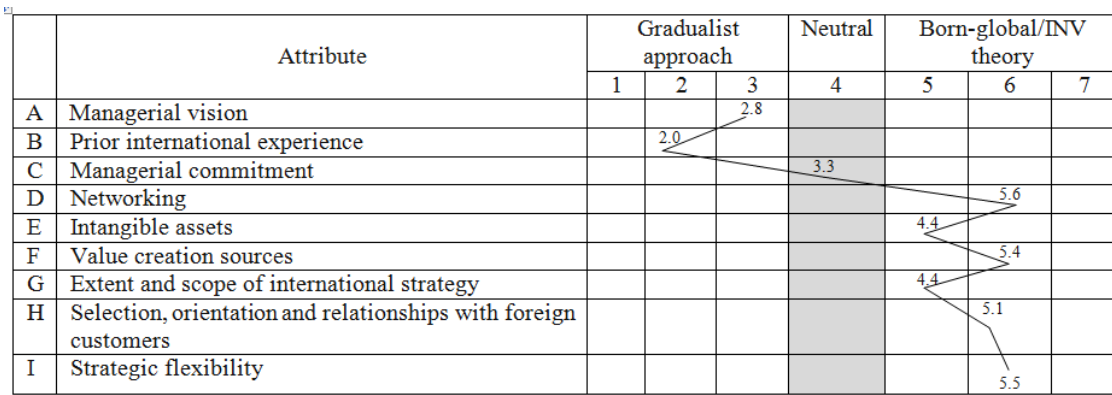 Attribute
Gradualist approach
Neutral
Born-global/INV theory
1 2 3 4 5 6 7
A Managerial vision 2.8
B Prior international experience 2.0
C Managerial commitment 3.3
D Networking 5.6
E Intangible assets 4.4
F Value creation sources 5.4
G Extent and scope of international strategy 4.4
H Selection, orientation and relationships with foreign 5.1
customers
I Strategic flexibility 5.5